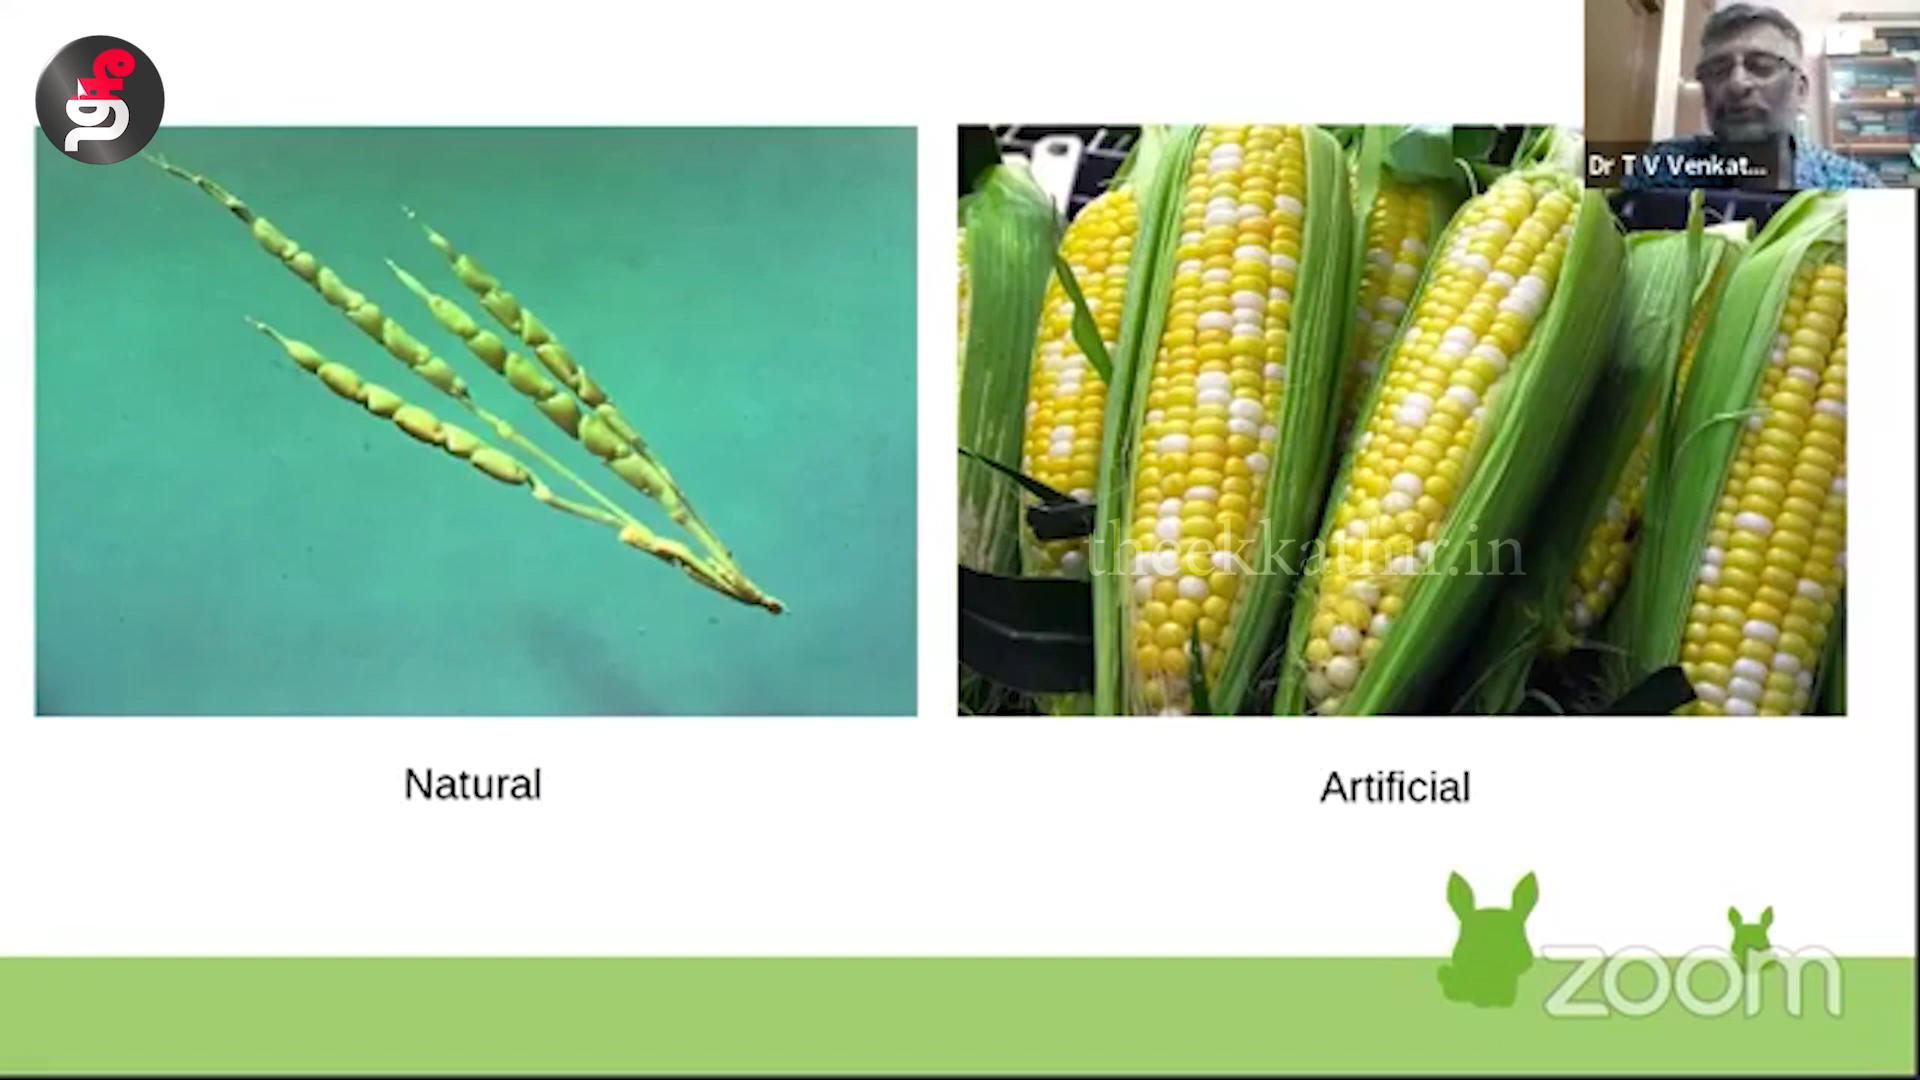 Dr T V Venkat...
theekkathir.in
Natural
Artificial
zoom